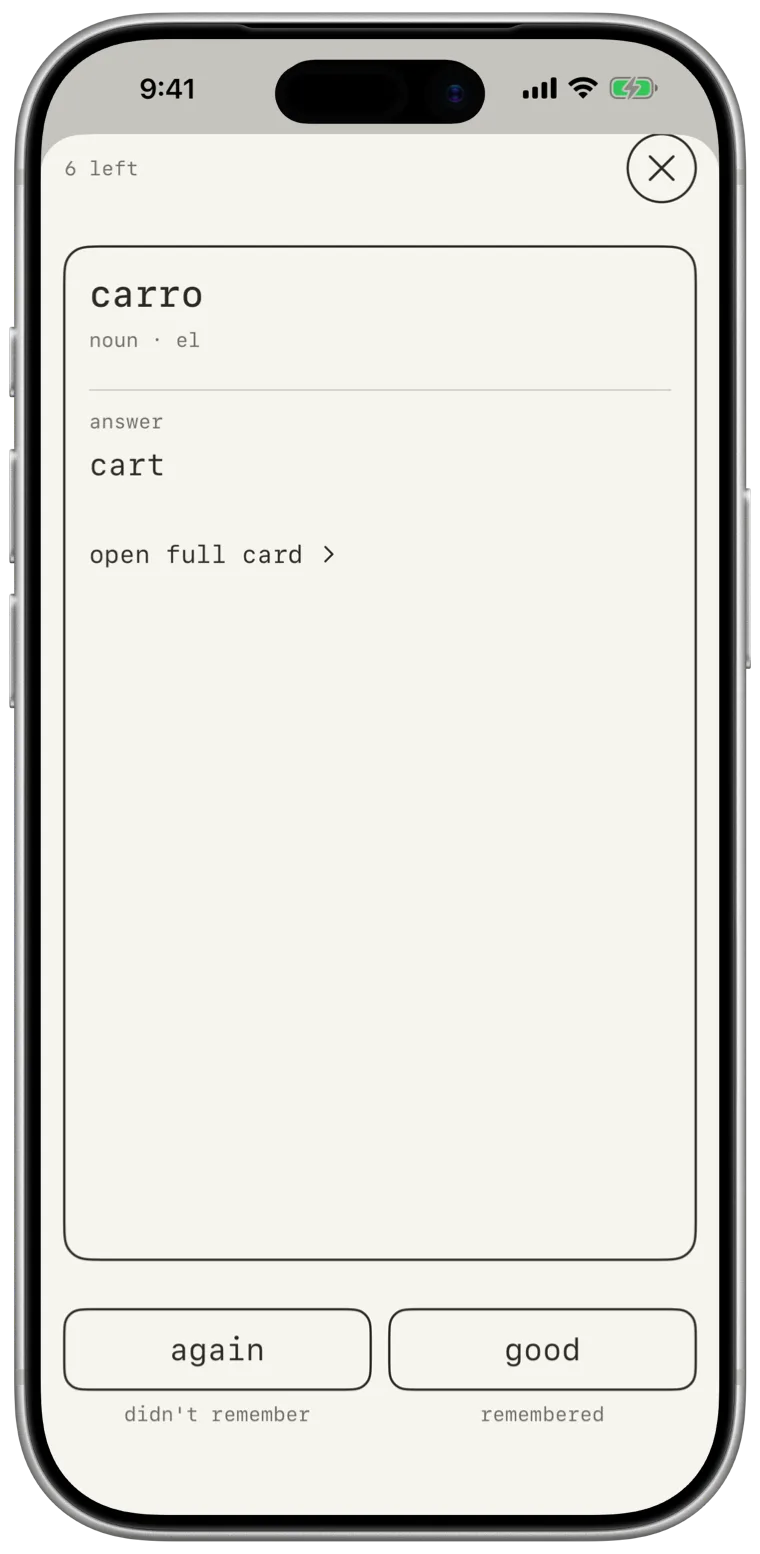 9:41
6 left
carro
noun · el
answer
cart
open full card >
again good
didn't remember remembered